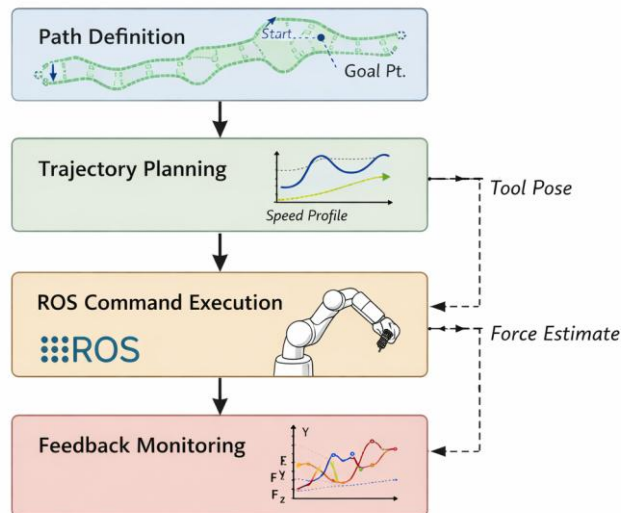 Path Definition
Start
Goal Pt.
Trajectory Planning
Speed Profile
Tool Pose
ROS Command Execution
ROS
Force Estimate
Feedback Monitoring
Y
E
F y
F z